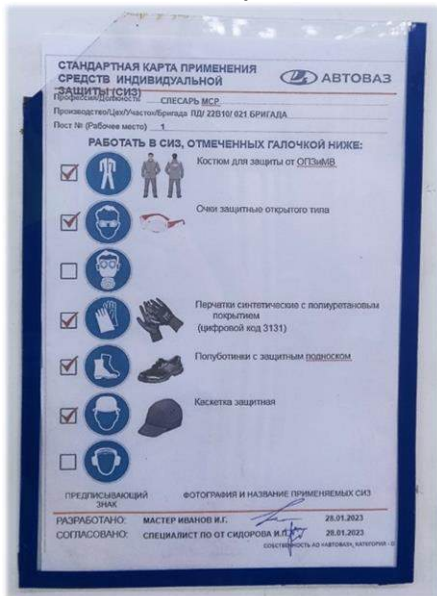 СТАНДАРТНАЯ КАРТА ПРИМЕНЕНИЯ
СРЕДСТВ ИНДИВИДУАЛЬНОЙ
ЗАЩИТЫ (СИЗ)
АВТОВАЗ
Профессия/Должность СЛЕСАРЬ МСР
Производство/Цех/Участок/Бригада ПД/ 22В10/ 021 БРИГАДА
Пост № (Рабочее место) 1
РАБОТАТЬ В СИЗ, ОТМЕЧЕННЫХ ГАЛОЧКОЙ НИЖЕ:
Костюм для защиты от ОПЗиМВ
Очки защитные открытого типа
Перчатки синтетические с полиуретановым
покрытием
(цифровой код 3131)
Полуботинки с защитным подноском
Каскетка защитная
ПРЕДПИСЫВАЮЩИЙ
ЗНАК
ФОТОГРАФИЯ И НАЗВАНИЕ ПРИМЕНЯЕМЫХ СИЗ
РАЗРАБОТАНО: МАСТЕР ИВАНОВ И.Г. 28.01.2023
СОГЛАСОВАНО: СПЕЦИАЛИСТ ПО ОТ СИДОРОВА И.П. 28.01.2023
СОБСТВЕННОСТЬ АО «АВТОВАЗ», КАТЕГОРИЯ -